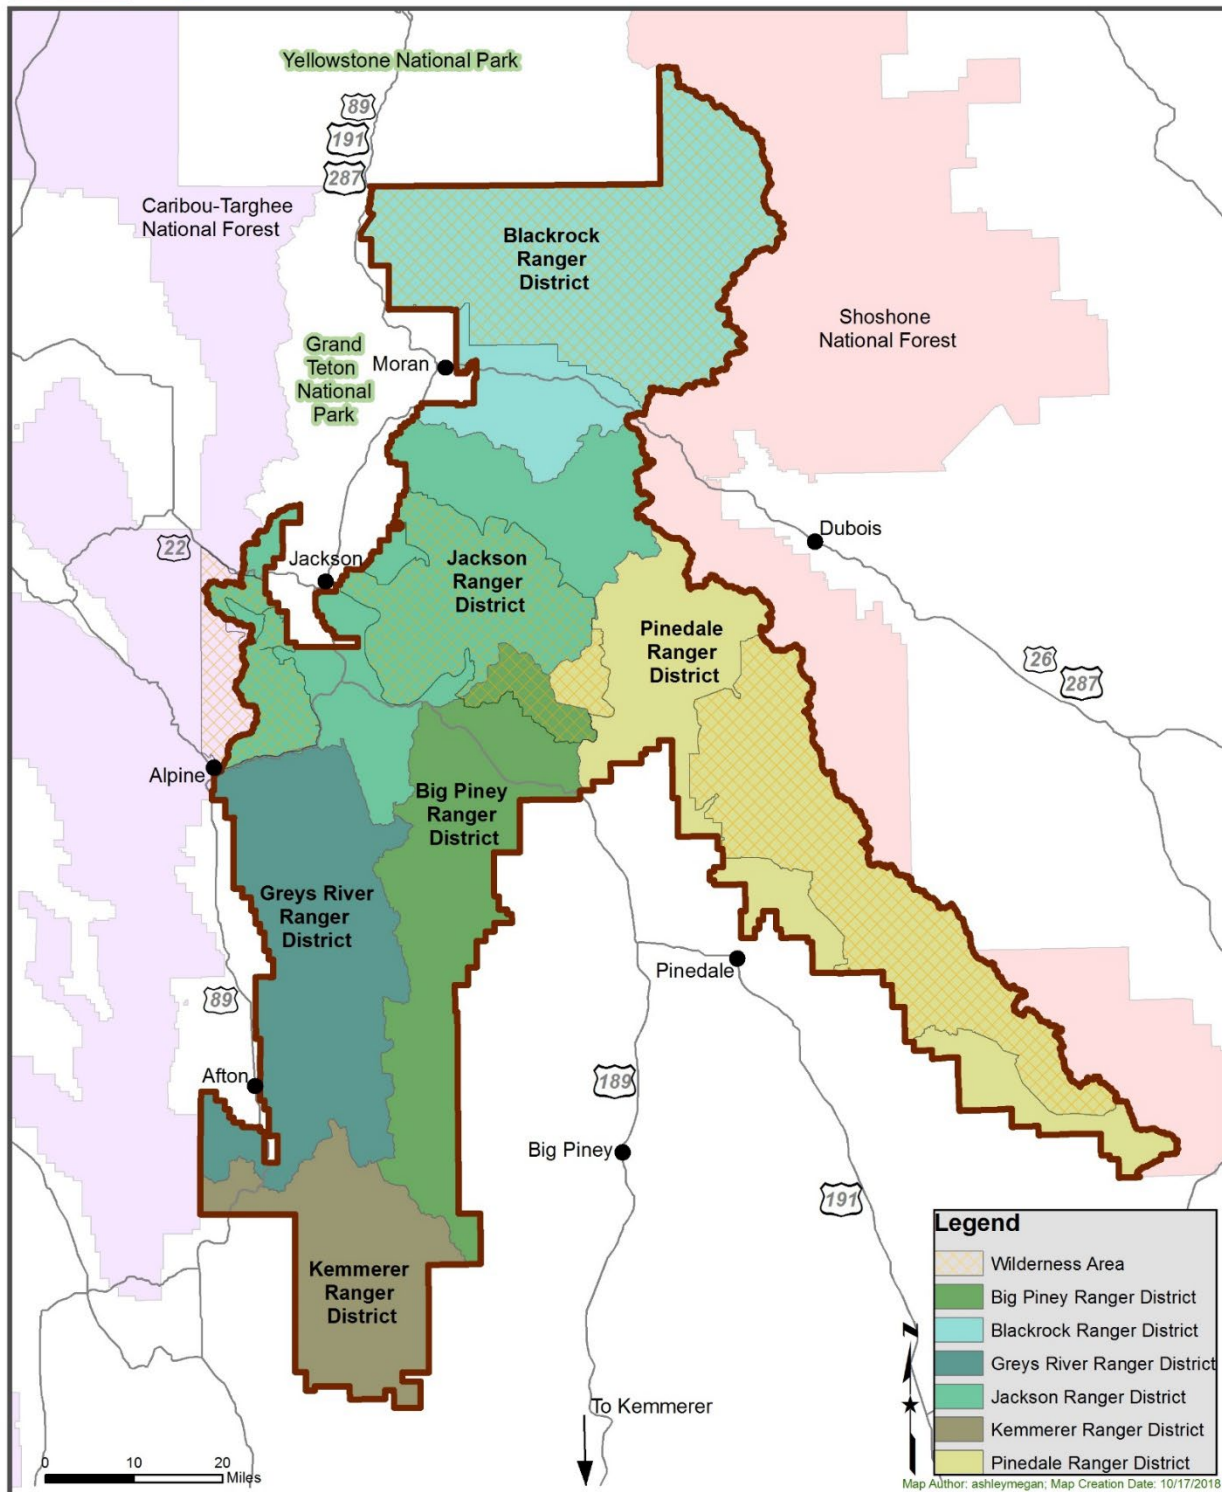 Yellowstone National Park
89
191
287
Caribou-Targhee
National Forest
Blackrock
Ranger
District
Shoshone
National Forest
Grand
Teton
National
Park
Moran
Dubois
22
Jackson
Jackson
Ranger
District
Pinedale
Ranger
District
26
287
Alpine
Big Piney
Ranger
District
Greys River
Ranger
District
Pinedale
89
Afton
189
Big Piney
191
Kemmerer
Ranger
District
To Kemmerer
Legend
Wilderness Area
Big Piney Ranger District
Blackrock Ranger District
Greys River Ranger District
Jackson Ranger District
Kemmerer Ranger District
Pinedale Ranger District
N
0 10 20
Miles
Map Author: ashleymegan; Map Creation Date: 10/17/2018